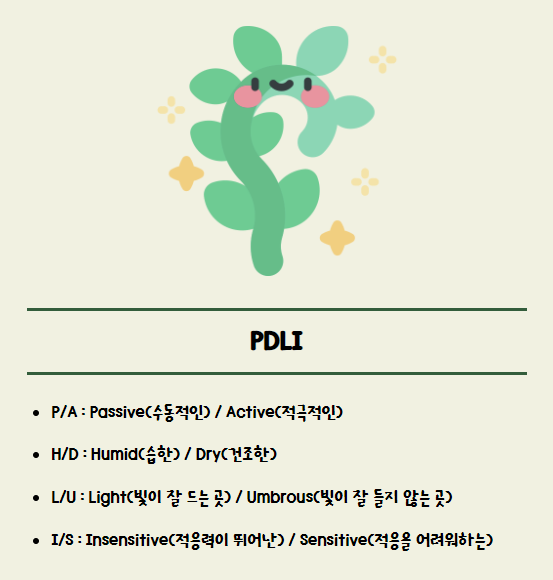 PDLI
• P/A : Passive(수동적인) / Active(적극적인)
• H/D : Humid(습한) / Dry(건조한)
• L/U : Light(빛이 잘 드는 곳) / Umbrous(빛이 잘 들지 않는 곳)
• I/S : Insensitive(적응력이 뛰어난) / Sensitive(적응을 어려워하는)